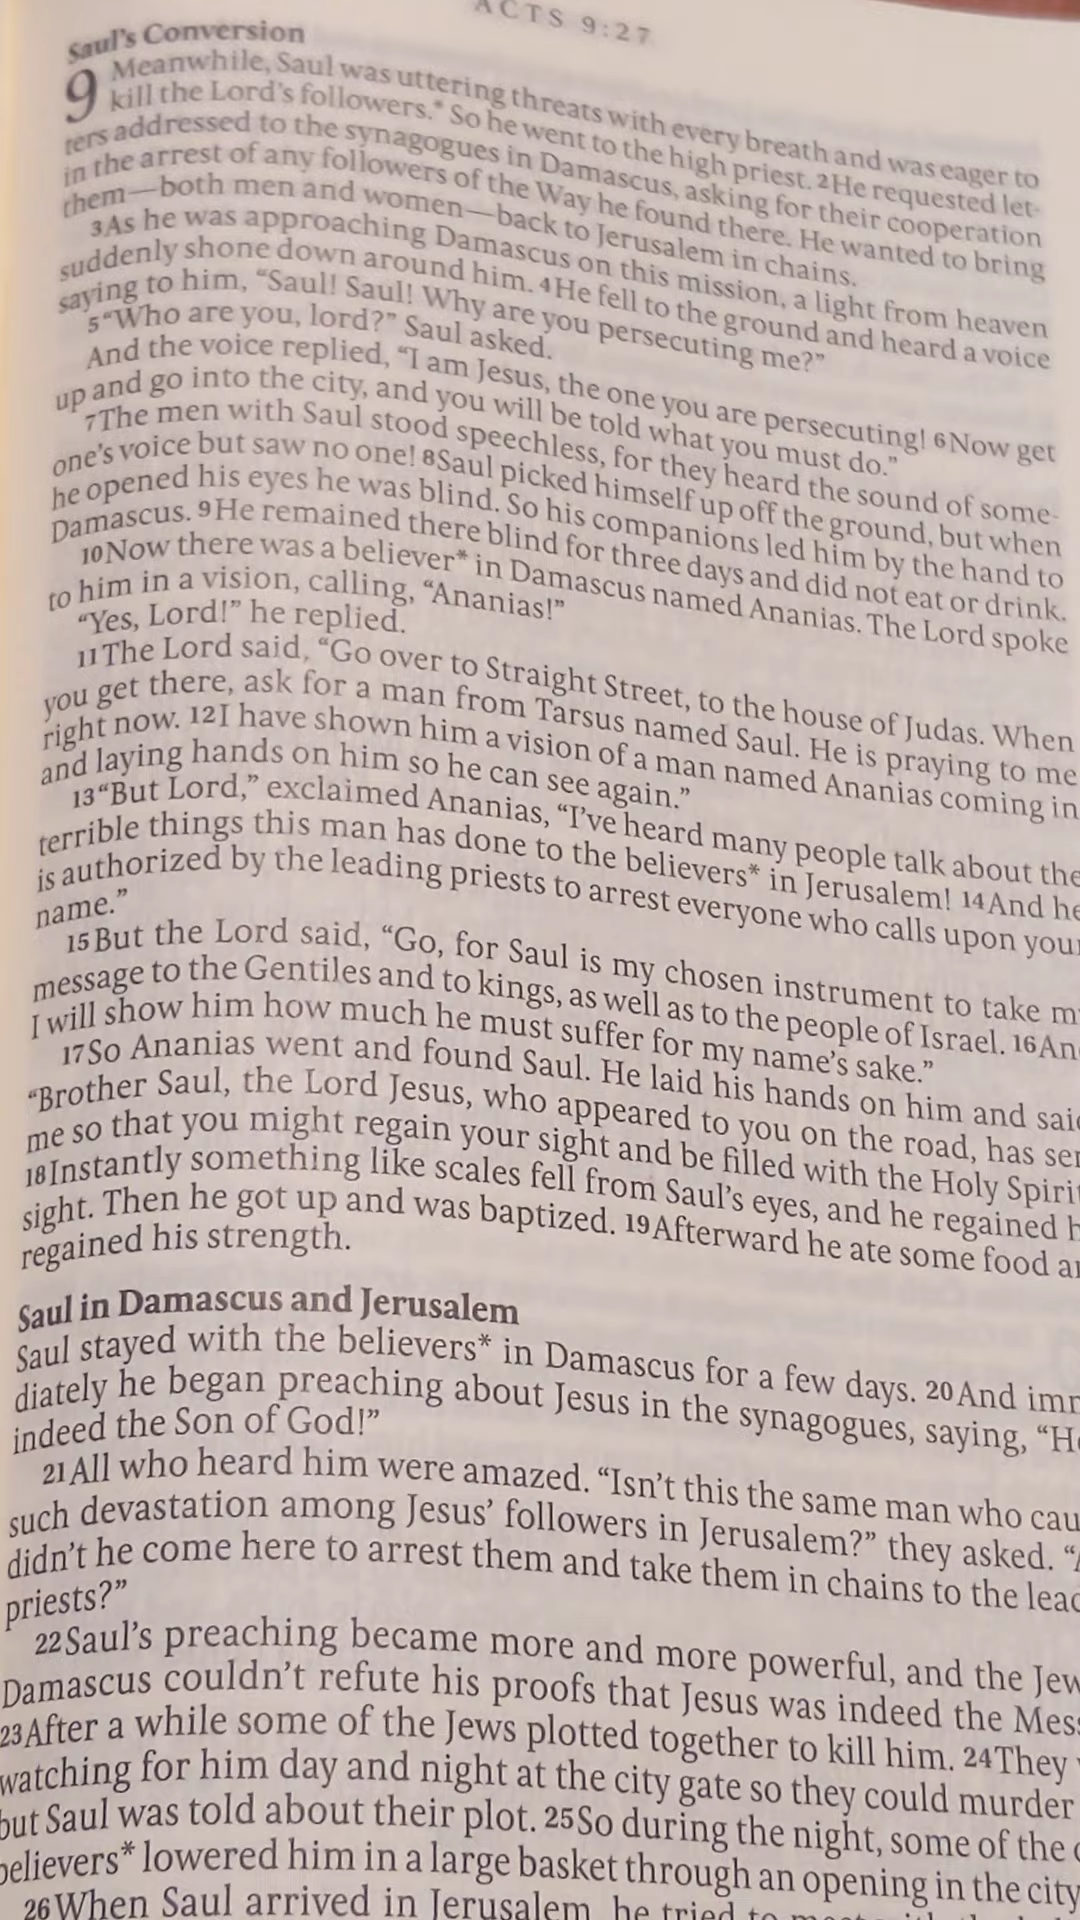 ACTS 9:27
Saul's Conversion
9 Meanwhile, Saul was uttering threats with every breath and was eager to
kill the Lord's followers.* So he went to the high priest. 2He requested let-
ters addressed to the synagogues in Damascus, asking for their cooperation
in the arrest of any followers of the Way he found there. He wanted to bring
them—both men and women—back to Jerusalem in chains.
3As he was approaching Damascus on this mission, a light from heaven
suddenly shone down around him. 4He fell to the ground and heard a voice
saying to him, “Saul! Saul! Why are you persecuting me?”
5“Who are you, lord?” Saul asked.
And the voice replied, “I am Jesus, the one you are persecuting! 6Now get
up and go into the city, and you will be told what you must do.”
7The men with Saul stood speechless, for they heard the sound of some-
one's voice but saw no one! 8Saul picked himself up off the ground, but when
he opened his eyes he was blind. So his companions led him by the hand to
Damascus. 9He remained there blind for three days and did not eat or drink.
10Now there was a believer* in Damascus named Ananias. The Lord spoke
to him in a vision, calling, “Ananias!”
“Yes, Lord!” he replied.
11The Lord said, “Go over to Straight Street, to the house of Judas. When
you get there, ask for a man from Tarsus named Saul. He is praying to me
right now. 12I have shown him a vision of a man named Ananias coming in
and laying hands on him so he can see again.”
13“But Lord,” exclaimed Ananias, “I've heard many people talk about the
terrible things this man has done to the believers* in Jerusalem! 14And he
is authorized by the leading priests to arrest everyone who calls upon your
name.”
15But the Lord said, “Go, for Saul is my chosen instrument to take m
message to the Gentiles and to kings, as well as to the people of Israel. 16An
I will show him how much he must suffer for my name's sake.”
17So Ananias went and found Saul. He laid his hands on him and said
“Brother Saul, the Lord Jesus, who appeared to you on the road, has sen
me so that you might regain your sight and be filled with the Holy Spirit
18Instantly something like scales fell from Saul's eyes, and he regained h
sight. Then he got up and was baptized. 19Afterward he ate some food an
regained his strength.
Saul in Damascus and Jerusalem
Saul stayed with the believers* in Damascus for a few days. 20And imm
diately he began preaching about Jesus in the synagogues, saying, “He
indeed the Son of God!”
21All who heard him were amazed. “Isn't this the same man who cau
such devastation among Jesus' followers in Jerusalem?” they asked. “A
didn't he come here to arrest them and take them in chains to the lead
priests?”
22Saul's preaching became more and more powerful, and the Jew
Damascus couldn't refute his proofs that Jesus was indeed the Mess
23After a while some of the Jews plotted together to kill him. 24They
watching for him day and night at the city gate so they could murder
but Saul was told about their plot. 25So during the night, some of the
believers* lowered him in a large basket through an opening in the city
26When Saul arrived in Jerusalem, he tried to